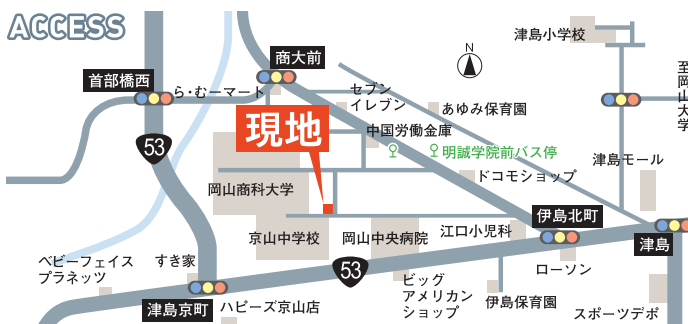 ACCESS
商大前
N
津島小学校
首部橋西
ら・むーマート
セブン
イレブン
あゆみ保育園
至岡山大学
現地
中国労働金庫
53
明誠学院前バス停
津島モール
岡山商科大学
ドコモショップ
伊島北町
京山中学校
岡山中央病院
江口小児科
津島
ベビーフェイス
プラネッツ
すき家
53
ビッグ
アメリカン
ショップ
ローソン
伊島保育園
津島京町
ハピーズ京山店
スポーツデポ